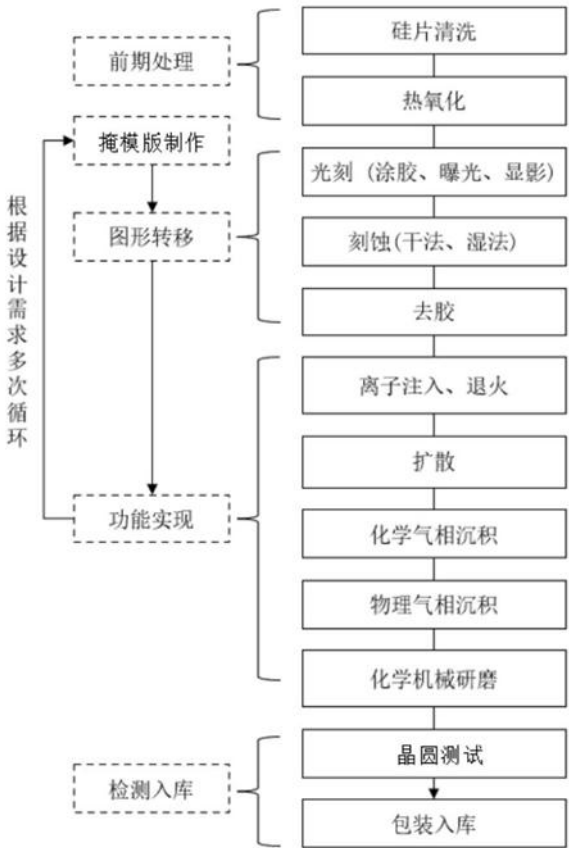 硅片清洗
前期处理
热氧化
掩模版制作
光刻（涂胶、曝光、显影）
图形转移
刻蚀(干法、湿法)
去胶
根据设计需求多次循环
离子注入、退火
扩散
功能实现
化学气相沉积
物理气相沉积
化学机械研磨
晶圆测试
检测入库
包装入库